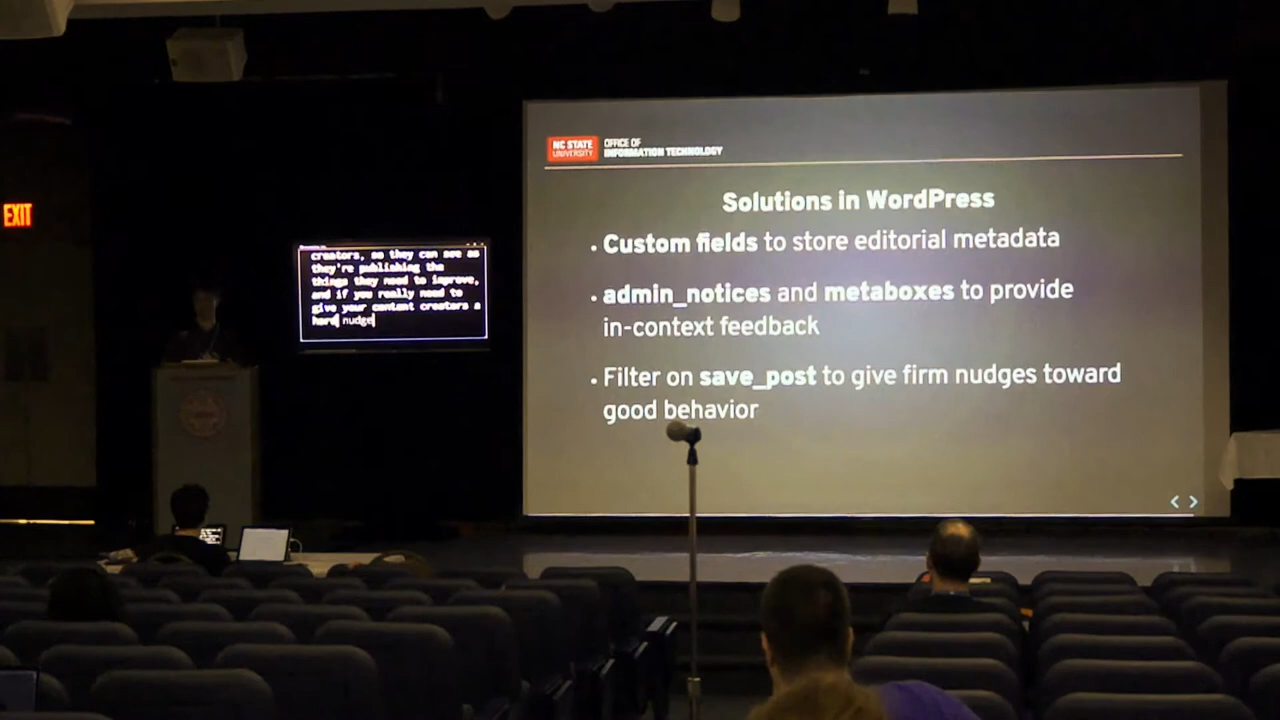 EXIT
creators, so they can see as
they're publishing the
things they need to improve,
and if you really need to
give your content creators a
hard nudge
NC STATE
UNIVERSITY
OFFICE OF
INFORMATION TECHNOLOGY
Solutions in WordPress
• Custom fields to store editorial metadata
• admin_notices and metaboxes to provide
in-context feedback
• Filter on save_post to give firm nudges toward
good behavior
< >